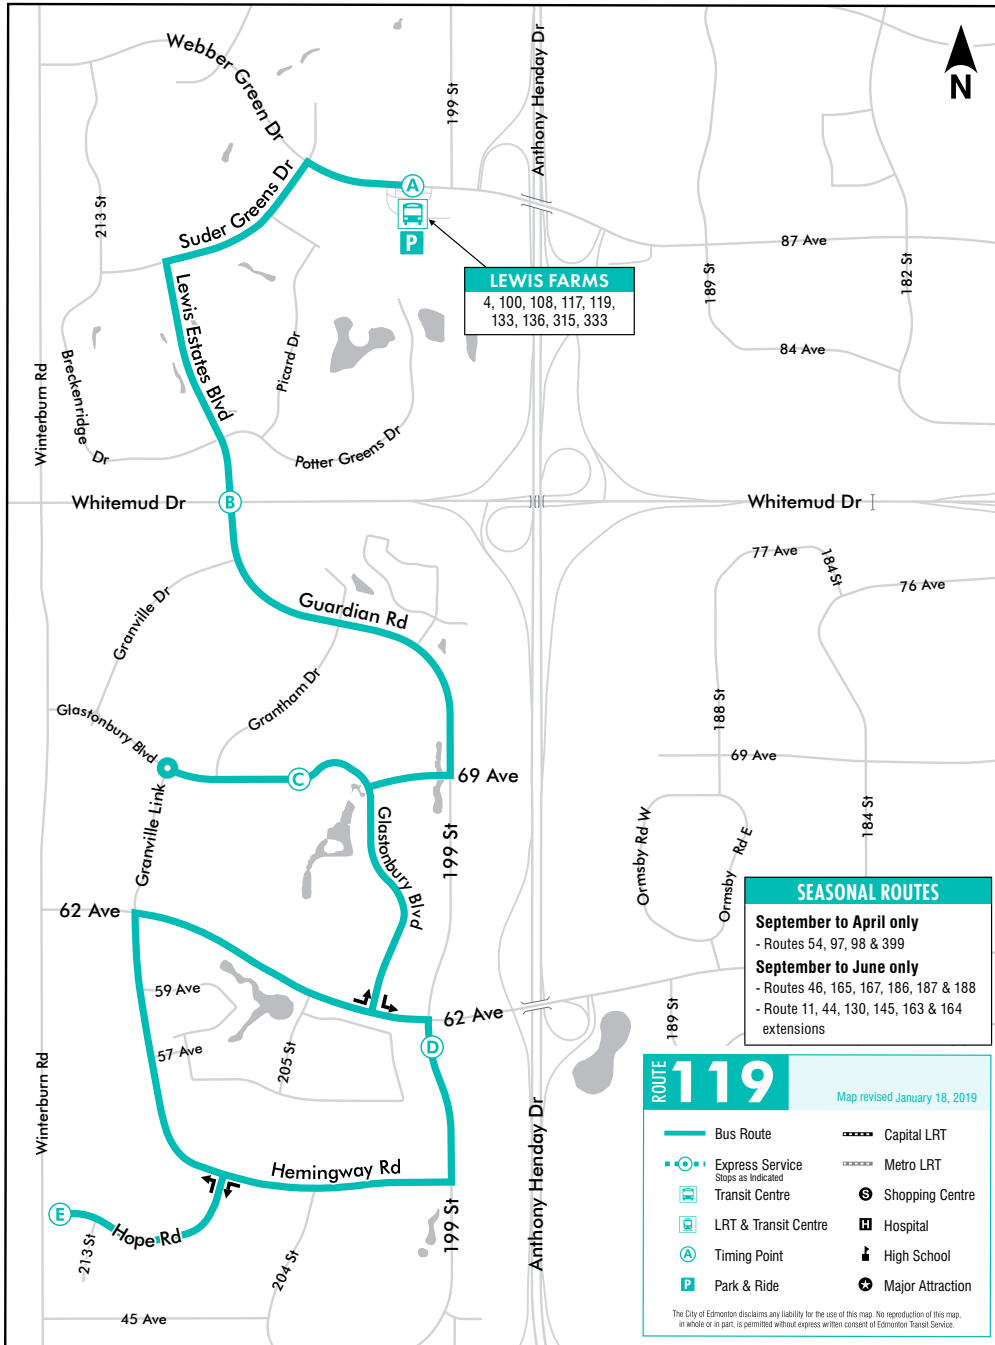 Webber Green Dr
199 St
Anthony Henday Dr
N
A
Suder Greens Dr
213 St
P
87 Ave
189 St
182 St
LEWIS FARMS
4, 100, 108, 117, 119,
133, 136, 315, 333
Lewis Estates Blvd
Picard Dr
84 Ave
Winterburn Rd
Breckenridge Dr
Potter Greens Dr
Whitemud Dr
B
Whitemud Dr
77 Ave
184 St
76 Ave
Granville Dr
Guardian Rd
Grantham Dr
188 St
Glastonbury Blvd
C
69 Ave
69 Ave
Granville Link
Glastonbury Blvd
199 St
Ormsby Rd W
Ormsby Rd E
184 St
62 Ave
SEASONAL ROUTES
September to April only
- Routes 54, 97, 98 & 399
September to June only
- Routes 46, 165, 167, 186, 187 & 188
- Route 11, 44, 130, 145, 163 & 164
extensions
59 Ave
62 Ave
189 St
57 Ave
205 St
D
Winterburn Rd
Anthony Henday Dr
Hemingway Rd
E
Hope Rd
213 St
204 St
199 St
45 Ave
ROUTE 119
Map revised January 18, 2019
Bus Route
Capital LRT
Express Service
Stops as Indicated
Metro LRT
Transit Centre
S Shopping Centre
LRT & Transit Centre
H Hospital
A Timing Point
High School
P Park & Ride
Major Attraction
The City of Edmonton disclaims any liability for the use of this map. No reproduction of this map,
in whole or in part, is permitted without express written consent of Edmonton Transit Service.